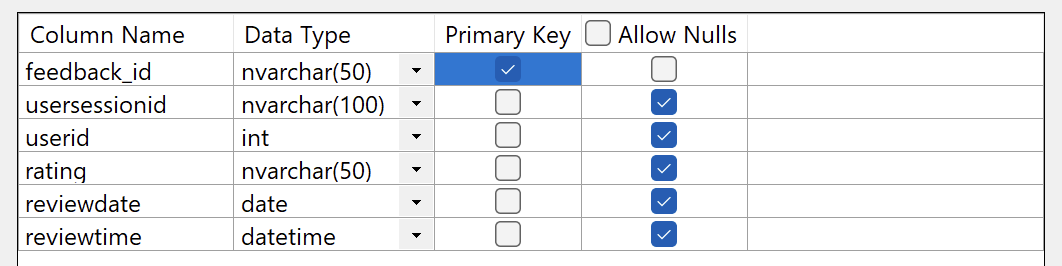 Column Name Data Type Primary Key Allow Nulls
feedback_id nvarchar(50)
usersessionid nvarchar(100)
userid int
rating nvarchar(50)
reviewdate date
reviewtime datetime